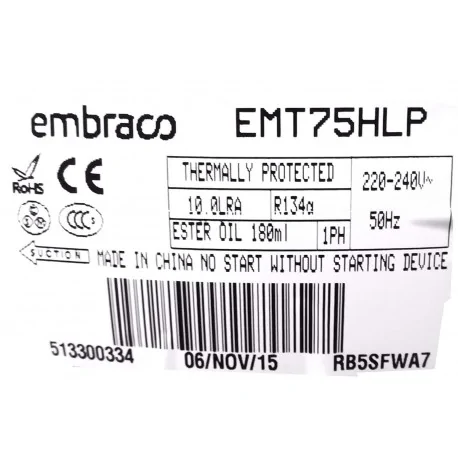 embraco EMT75HLP
RoHS CE
THERMALLY PROTECTED
220-240V~
10.0LRA R134a
50Hz
CCC
ESTER OIL 180ml 1PH
SUCTION MADE IN CHINA NO START WITHOUT STARTING DEVICE
513300334 06/NOV/15 RB5SFWA7